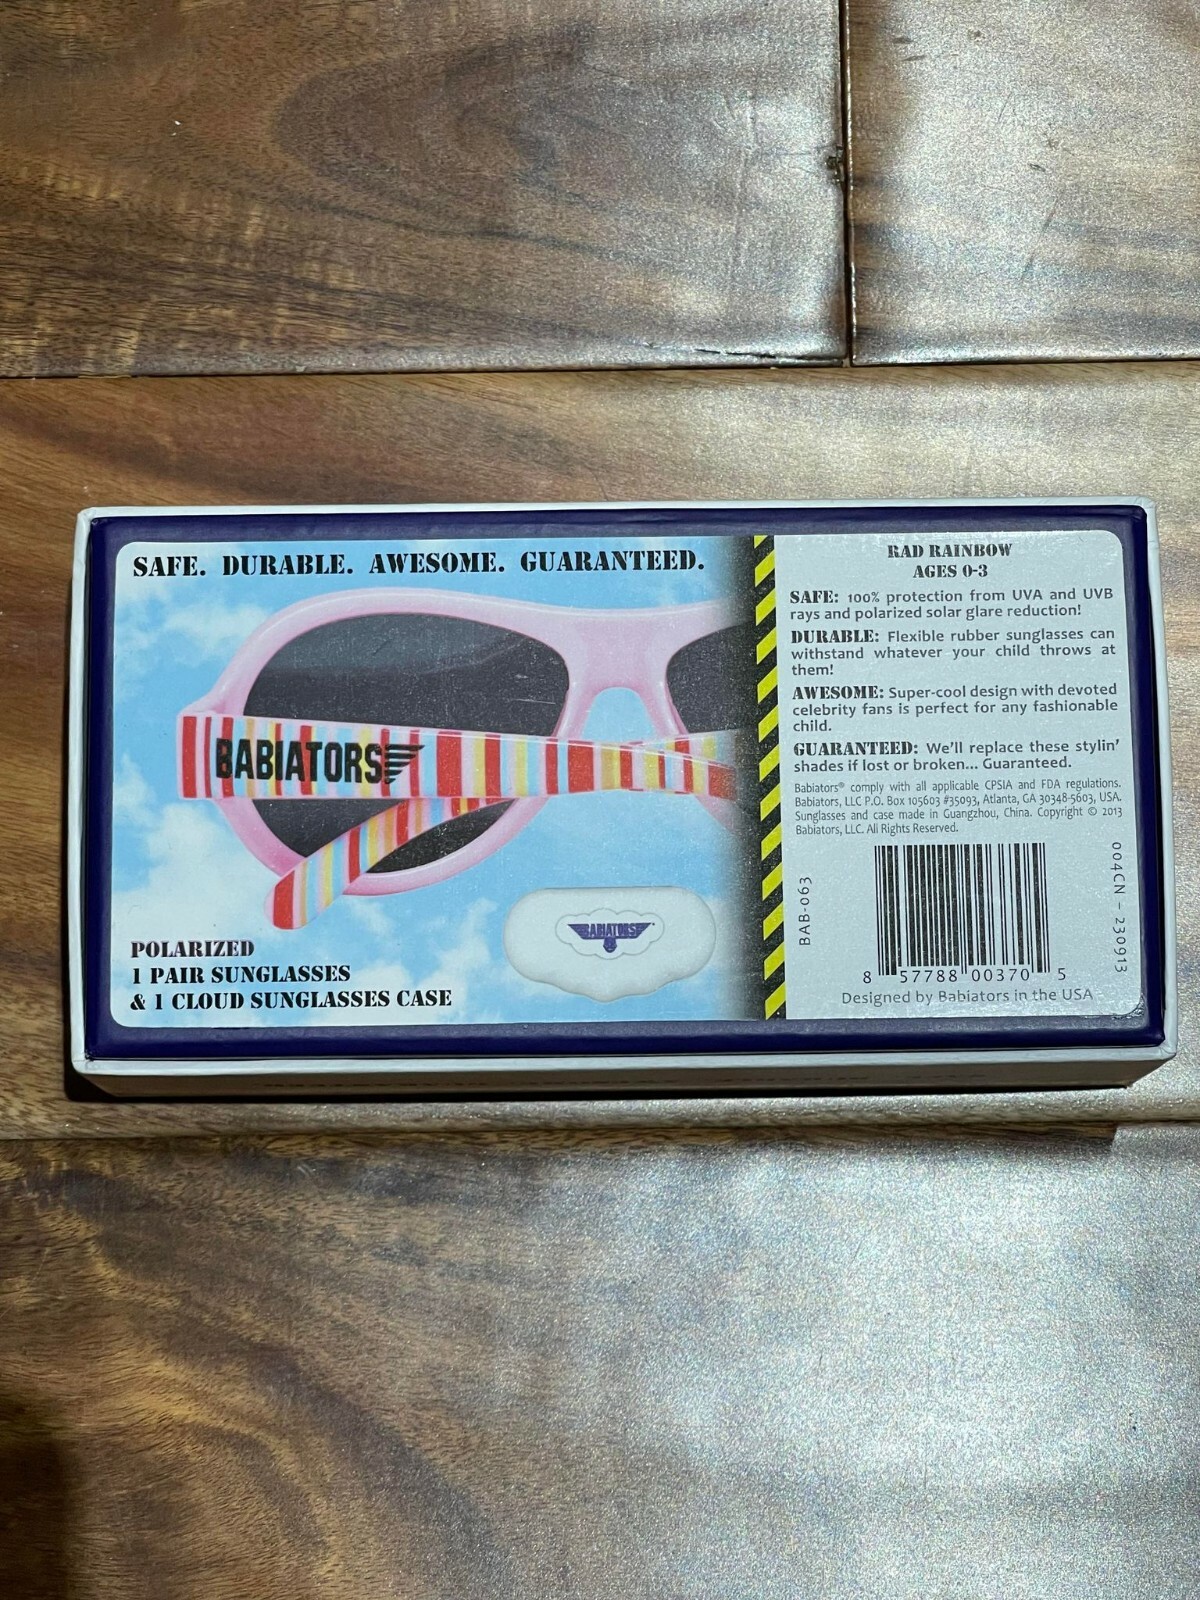 SAFE. DURABLE. AWESOME. GUARANTEED.
BABIATORS
BABIATORS
POLARIZED
1 PAIR SUNGLASSES
& 1 CLOUD SUNGLASSES CASE
RAD RAINBOW
AGES 0-3
SAFE: 100% protection from UVA and UVB
rays and polarized solar glare reduction!
DURABLE: Flexible rubber sunglasses can
withstand whatever your child throws at
them!
AWESOME: Super-cool design with devoted
celebrity fans is perfect for any fashionable
child.
GUARANTEED: We'll replace these stylin'
shades if lost or broken... Guaranteed.
Babiators® comply with all applicable CPSIA and FDA regulations.
Babiators, LLC P.O. Box 105603 #35093, Atlanta, GA 30348-5603, USA.
Sunglasses and case made in Guangzhou, China. Copyright © 2013
Babiators, LLC. All Rights Reserved.
BAB-063
8 57788 00370 5
004CN - 230913
Designed by Babiators in the USA